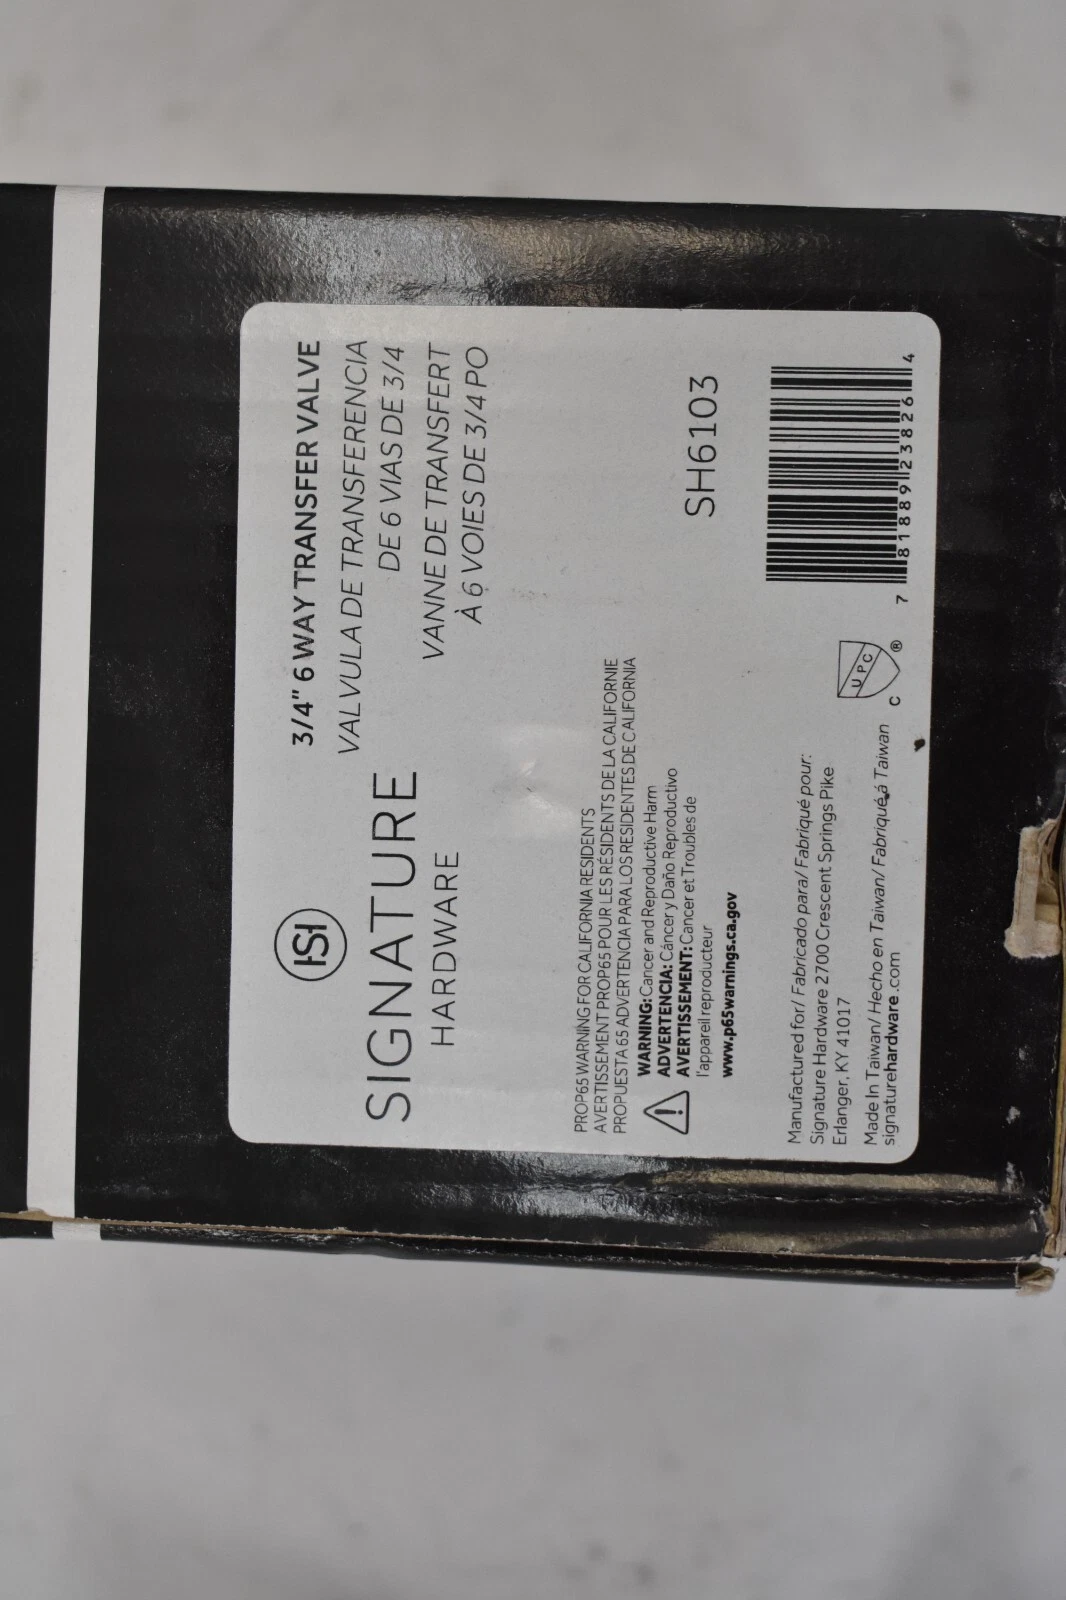 SH
SIGNATURE
HARDWARE
3/4" 6 WAY TRANSFER VALVE
VALVULA DE TRANSFERENCIA
DE 6 VIAS DE 3/4
VANNE DE TRANSFERT
À 6 VOIES DE 3/4 PO
PROP65 WARNING FOR CALIFORNIA RESIDENTS
AVERTISSEMENT PROP65 POUR LES RÉSIDENTS DE LA CALIFORNIE
PROPUESTA 65 ADVERTENCIA PARA LOS RESIDENTES DE CALIFORNIA
WARNING: Cancer and Reproductive Harm
ADVERTENCIA: Cáncer y Daño Reproductivo
AVERTISSEMENT: Cancer et Troubles de
l'appareil reproducteur
www.p65warnings.ca.gov
SH6103
Manufactured for/ Fabricado para/ Fabriqué pour:
Signature Hardware 2700 Crescent Springs Pike
Erlanger, KY 41017
Made In Taiwan/ Hecho en Taiwan/ Fabriqué á Taiwan
signaturehardware.com
UPC
C ®
7 81889 23826 4